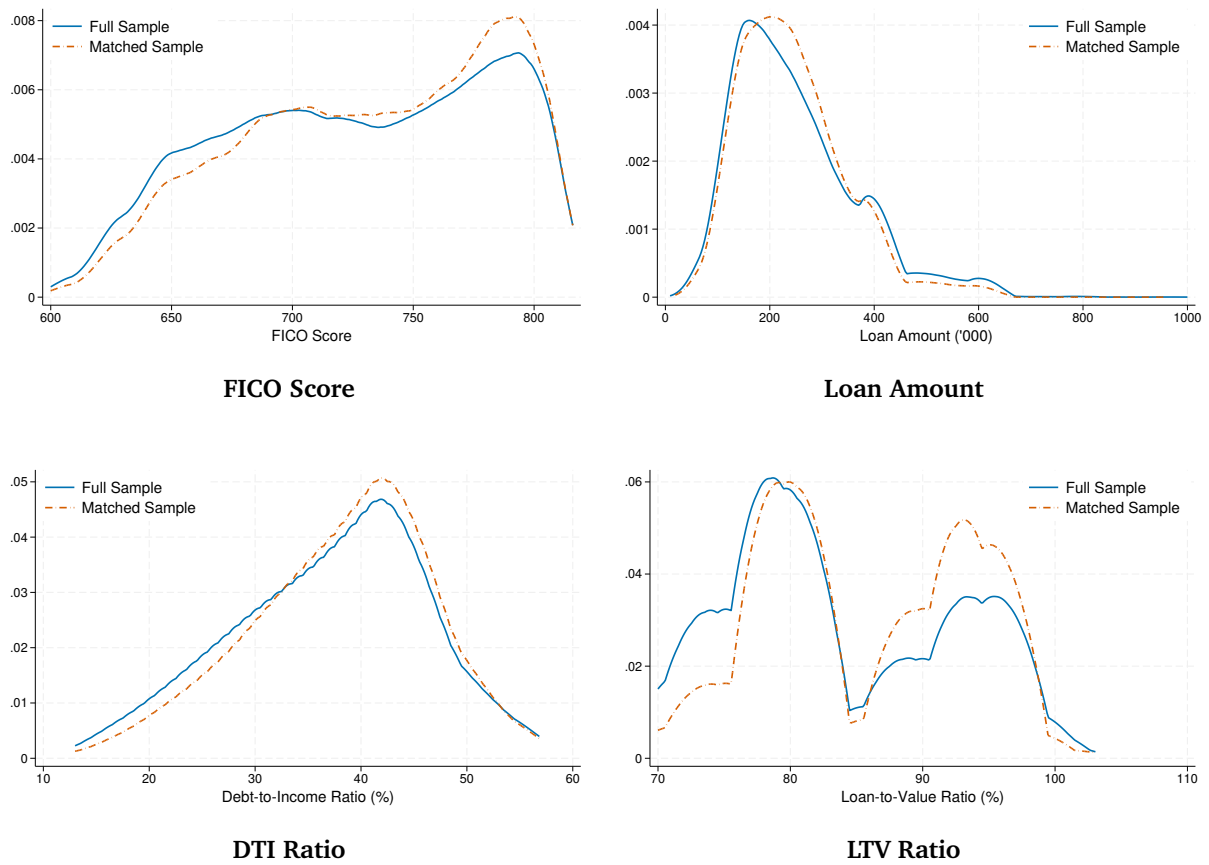 .008
.006
.004
.002
0
Full Sample
Matched Sample
600 650 700 750 800
FICO Score
FICO Score
.004
.003
.002
.001
0
Full Sample
Matched Sample
0 200 400 600 800 1000
Loan Amount ('000)
Loan Amount
.05
.04
.03
.02
.01
0
Full Sample
Matched Sample
10 20 30 40 50 60
Debt-to-Income Ratio (%)
DTI Ratio
.06
.04
.02
0
Full Sample
Matched Sample
70 80 90 100 110
Loan-to-Value Ratio (%)
LTV Ratio